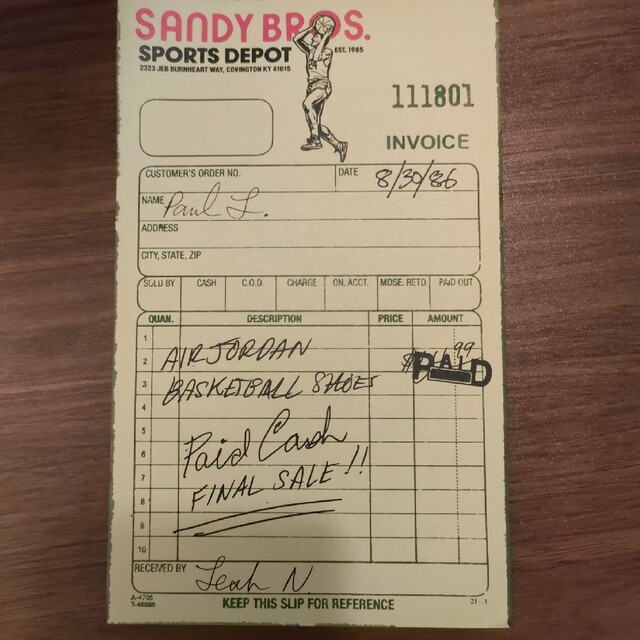 SANDY BROS.
SPORTS DEPOT EST. 1985
2323 JEB BURNHEART WAY, COVINGTON KY 41015
111801
INVOICE
CUSTOMER'S ORDER NO. DATE 8/30/86
NAME Paul L.
ADDRESS
CITY, STATE, ZIP
SOLD BY CASH C.O.D. CHARGE ON. ACCT. MDSE. RETD. PAID OUT
QUAN. DESCRIPTION PRICE AMOUNT
1
2 AIR JORDAN $ 99 PAID
3 BASKETBALL SHOES
4
5
6 Paid Cash
7 FINAL SALE!!
8
9
10
RECEIVED BY Leah N
A-4705
T-46886 KEEP THIS SLIP FOR REFERENCE